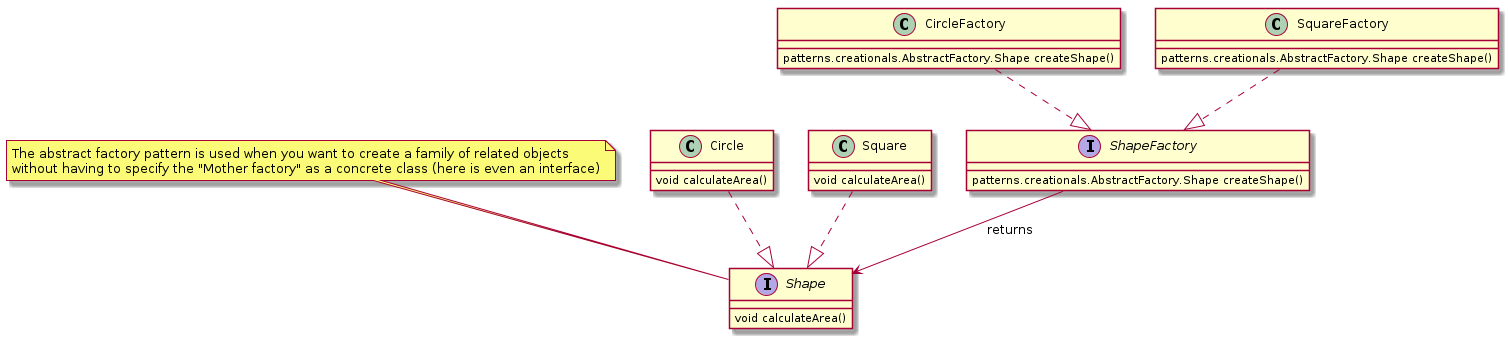 C CircleFactory
patterns.creationals.AbstractFactory.Shape createShape()
C SquareFactory
patterns.creationals.AbstractFactory.Shape createShape()
The abstract factory pattern is used when you want to create a family of related objects
without having to specify the "Mother factory" as a concrete class (here is even an interface)
C Circle
void calculateArea()
C Square
void calculateArea()
I ShapeFactory
patterns.creationals.AbstractFactory.Shape createShape()
returns
I Shape
void calculateArea()